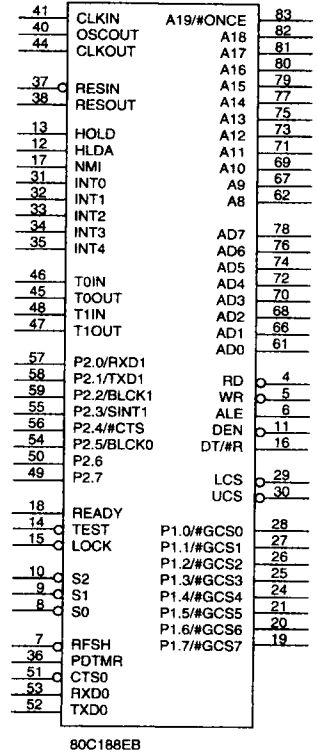 41 CLKIN
40 OSCOUT
44 CLKOUT
37 RESIN
38 RESOUT
13 HOLD
12 HLDA
17 NMI
31 INT0
32 INT1
33 INT2
34 INT3
35 INT4
46 T0IN
45 T0OUT
48 T1IN
47 T1OUT
57 P2.0/RXD1
58 P2.1/TXD1
59 P2.2/BLCK1
55 P2.3/SINT1
56 P2.4/#CTS
54 P2.5/BLCK0
50 P2.6
49 P2.7
18 READY
14 TEST
15 LOCK
10 S2
9 S1
8 S0
7 RFSH
36 PDTMR
51 CTS0
53 RXD0
52 TXD0
A19/#ONCE 83
A18 82
A17 81
A16 80
A15 79
A14 77
A13 75
A12 73
A11 71
A10 69
A9 67
A8 62
AD7 78
AD6 76
AD5 74
AD4 72
AD3 70
AD2 68
AD1 66
AD0 61
RD 4
WR 5
ALE 6
DEN 11
DT/#R 16
LCS 29
UCS 30
P1.0/#GCS0 28
P1.1/#GCS1 27
P1.2/#GCS2 26
P1.3/#GCS3 25
P1.4/#GCS4 24
P1.5/#GCS5 21
P1.6/#GCS6 20
P1.7/#GCS7 19
80C188EB